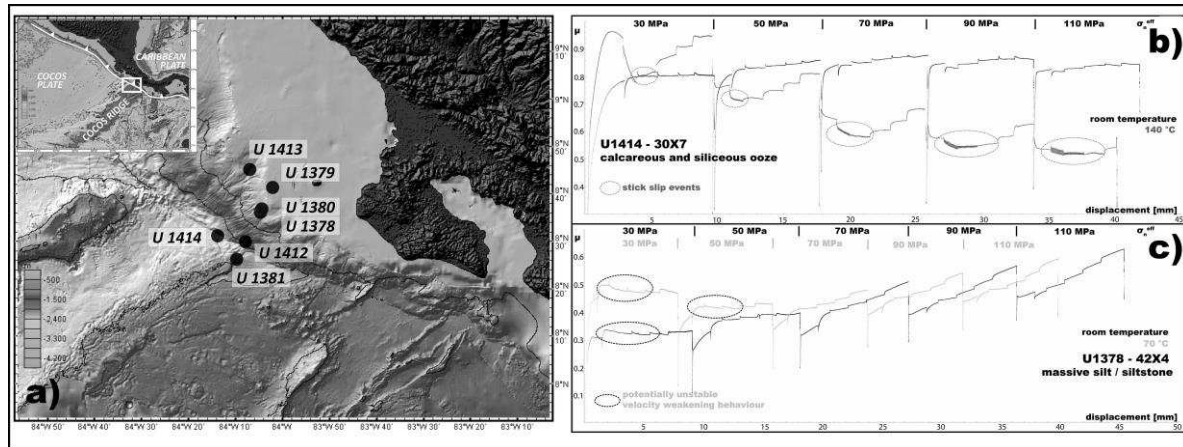 COCOS
PLATE
CARIBBEAN
PLATE
COCOS RIDGE
U 1413
U 1379
U 1380
U 1378
U 1414
U 1412
U 1381
-500
-1.500
-2.400
-3.300
-4.200
a)
9°N
10'
9°N
8°N
50'
8°N
40'
8°N
30'
8°N
20'
8°N
10'
8°N
84°W 50'
84°W 40'
84°W 30'
84°W 20'
84°W 10'
84°W
83°W 50'
83°W 40'
83°W 30'
83°W 20'
83°W 10'
30 MPa
50 MPa
70 MPa
90 MPa
110 MPa
σn eff
μ
b)
0.9
0.8
0.7
0.6
0.5
0.4
room temperature
140 °C
U1414 - 30X7
calcareous and siliceous ooze
stick slip events
displacement [mm]
5
10
15
20
25
30
35
40
45
30 MPa
50 MPa
70 MPa
90 MPa
110 MPa
σn eff
30 MPa
50 MPa
70 MPa
90 MPa
110 MPa
μ
c)
0.6
0.5
0.4
0.3
0.2
0.1
room temperature
70 °C
U1378 - 42X4
massive silt / siltstone
potentially unstable
velocity weakening behaviour
displacement [mm]
5
10
15
20
25
30
35
40
45
50